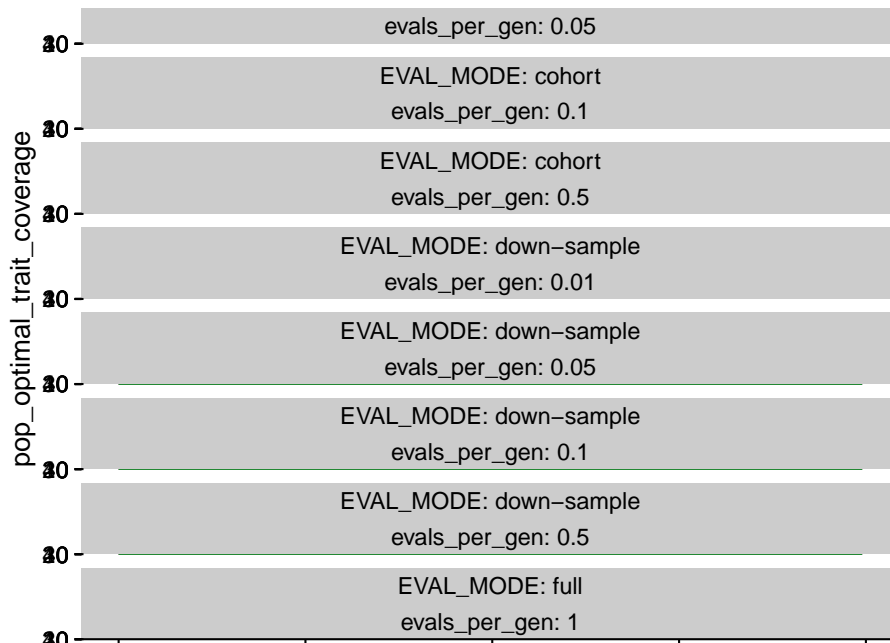 evals_per_gen: 0.05
EVAL_MODE: cohort
evals_per_gen: 0.1
EVAL_MODE: cohort
evals_per_gen: 0.5
EVAL_MODE: down−sample
evals_per_gen: 0.01
EVAL_MODE: down−sample
evals_per_gen: 0.05
EVAL_MODE: down−sample
evals_per_gen: 0.1
EVAL_MODE: down−sample
evals_per_gen: 0.5
EVAL_MODE: full
evals_per_gen: 1
pop_optimal_trait_coverage